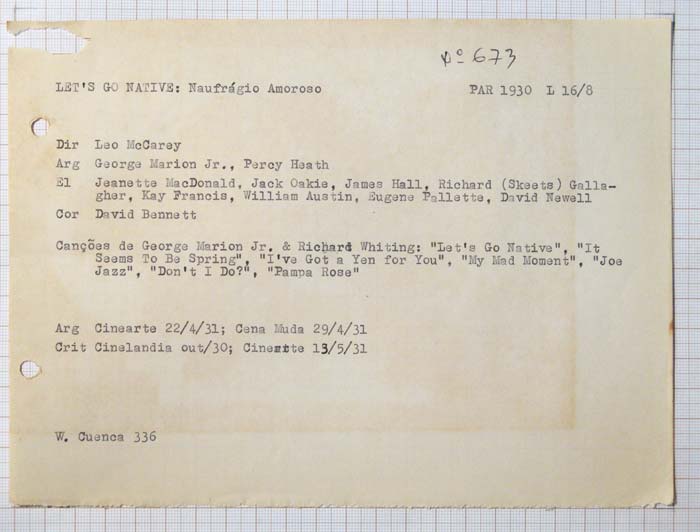 Nº 673
LET'S GO NATIVE: Naufrágio Amoroso PAR 1930 L 16/8
Dir Leo McCarey
Arg George Marion Jr., Percy Heath
El Jeanette MacDonald, Jack Oakie, James Hall, Richard (Skeets) Galla-
gher, Kay Francis, William Austin, Eugene Pallette, David Newell
Cor David Bennett
Canções de George Marion Jr. & Richard Whiting: "Let's Go Native", "It
Seems To Be Spring", "I've Got a Yen for You", "My Mad Moment", "Joe
Jazz", "Don't I Do?", "Pampa Rose"
Arg Cinearte 22/4/31; Cena Muda 29/4/31
Crit Cinelandia out/30; Cinearte 13/5/31
W. Cuenca 336